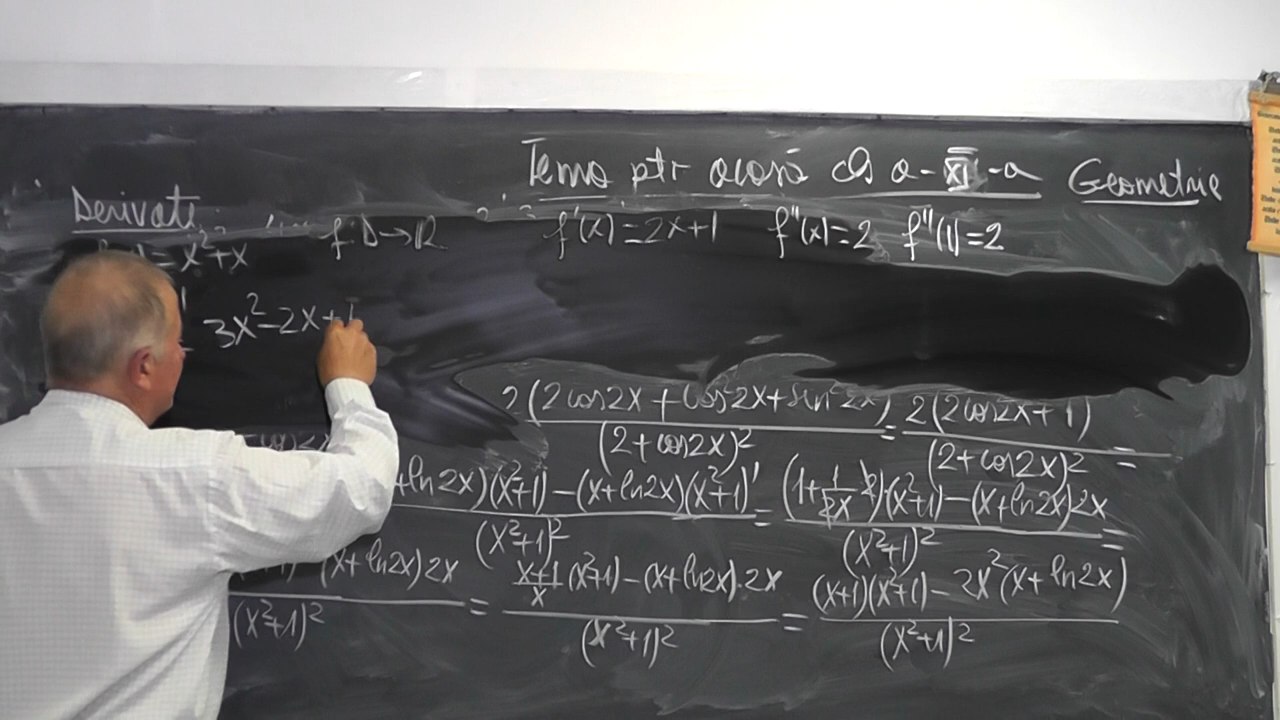 Tema ptr acasă cls a-XI-a Geometrie
Derivate f:D→R f'(x)=2x+1 f''(x)=2 f''(1)=2
=x²+x
3x²-2x+1
2(2cos2x+cos²2x+sin²2x)/(2+cos2x)² = 2(2cos2x+1)/(2+cos2x)² =
+ln2x)(x²+1)-(x+ln2x)(x²+1)'/(x²+1)² = (1+1/2x·2)(x²+1)-(x+ln2x)2x/(x²+1)² =
(x+ln2x)2x/(x²+1)² = x+1/x(x²+1)-(x+ln2x)·2x/(x²+1)² = (x+1)(x²+1)-2x²(x+ln2x)/(x²+1)²